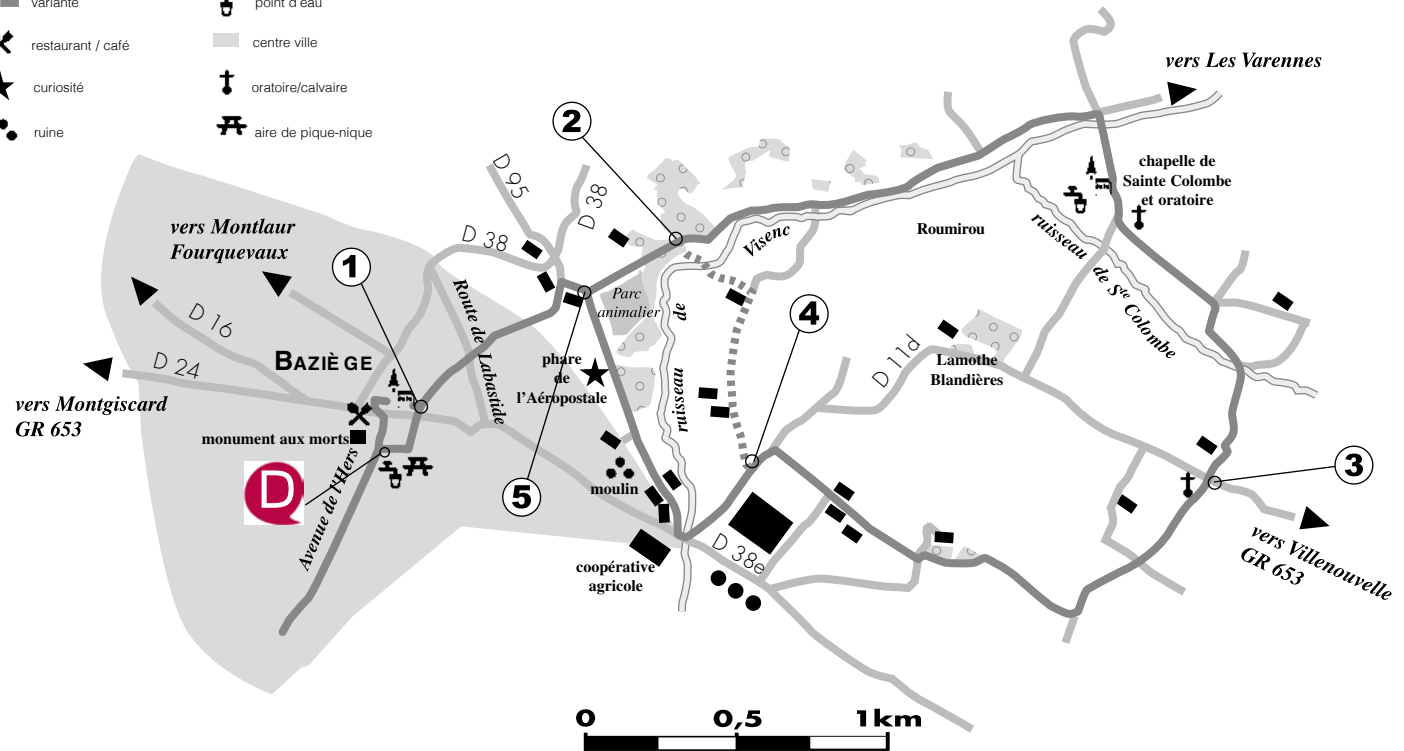 variante
point d'eau
restaurant / café
centre ville
curiosité
oratoire/calvaire
ruine
aire de pique-nique
vers Les Varennes
2
D 95
D 38
chapelle de
Sainte Colombe
et oratoire
vers Montlaur
Fourquevaux
D 38
Visenc
Roumirou
ruisseau de Ste Colombe
1
Parc
animalier
Route de Labastide
4
D 16
D 24
BAZIÈGE
phare
de
l'Aéropostale
ruisseau de
D 11d
Lamothe
Blandières
vers Montgiscard
GR 653
monument aux morts
D
Avenue de l'Hers
5
moulin
3
vers Villenouvelle
GR 653
D 38e
coopérative
agricole
0 0,5 1km